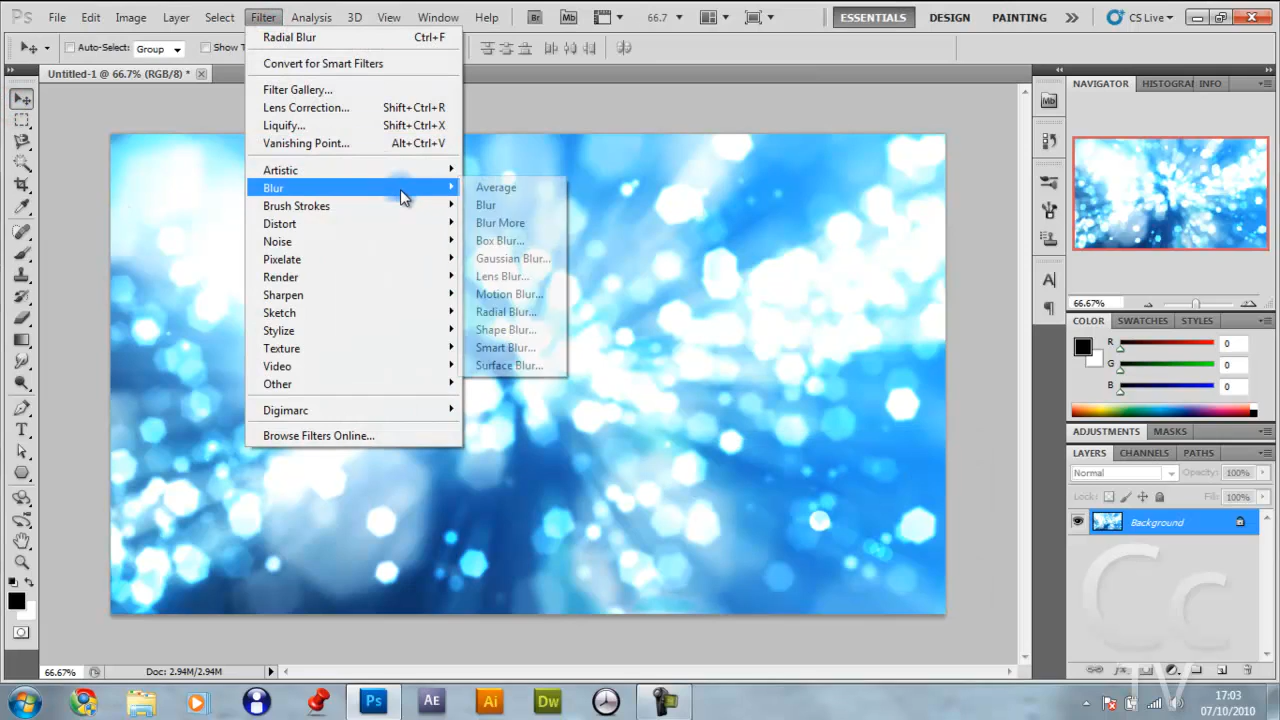 Ps File Edit Image Layer Select Filter Analysis 3D View Window Help Br Mb 66.7 ESSENTIALS DESIGN PAINTING CS Live
Auto-Select: Group Show T
Untitled-1 @ 66.7% (RGB/8) *
Radial Blur Ctrl+F
Convert for Smart Filters
Filter Gallery...
Lens Correction... Shift+Ctrl+R
Liquify... Shift+Ctrl+X
Vanishing Point... Alt+Ctrl+V
Artistic
Blur
Brush Strokes
Distort
Noise
Pixelate
Render
Sharpen
Sketch
Stylize
Texture
Video
Other
Digimarc
Browse Filters Online...
Average
Blur
Blur More
Box Blur...
Gaussian Blur...
Lens Blur...
Motion Blur...
Radial Blur...
Shape Blur...
Smart Blur...
Surface Blur...
Mb
NAVIGATOR HISTOGRA INFO
66.67%
COLOR SWATCHES STYLES
R 0
G 0
B 0
ADJUSTMENTS MASKS
LAYERS CHANNELS PATHS
Normal Opacity: 100%
Lock: Fill: 100%
Background
Cc
TV
66.67% Doc: 2.94M/2.94M
Ps AE Ai Dw
17:03
07/10/2010